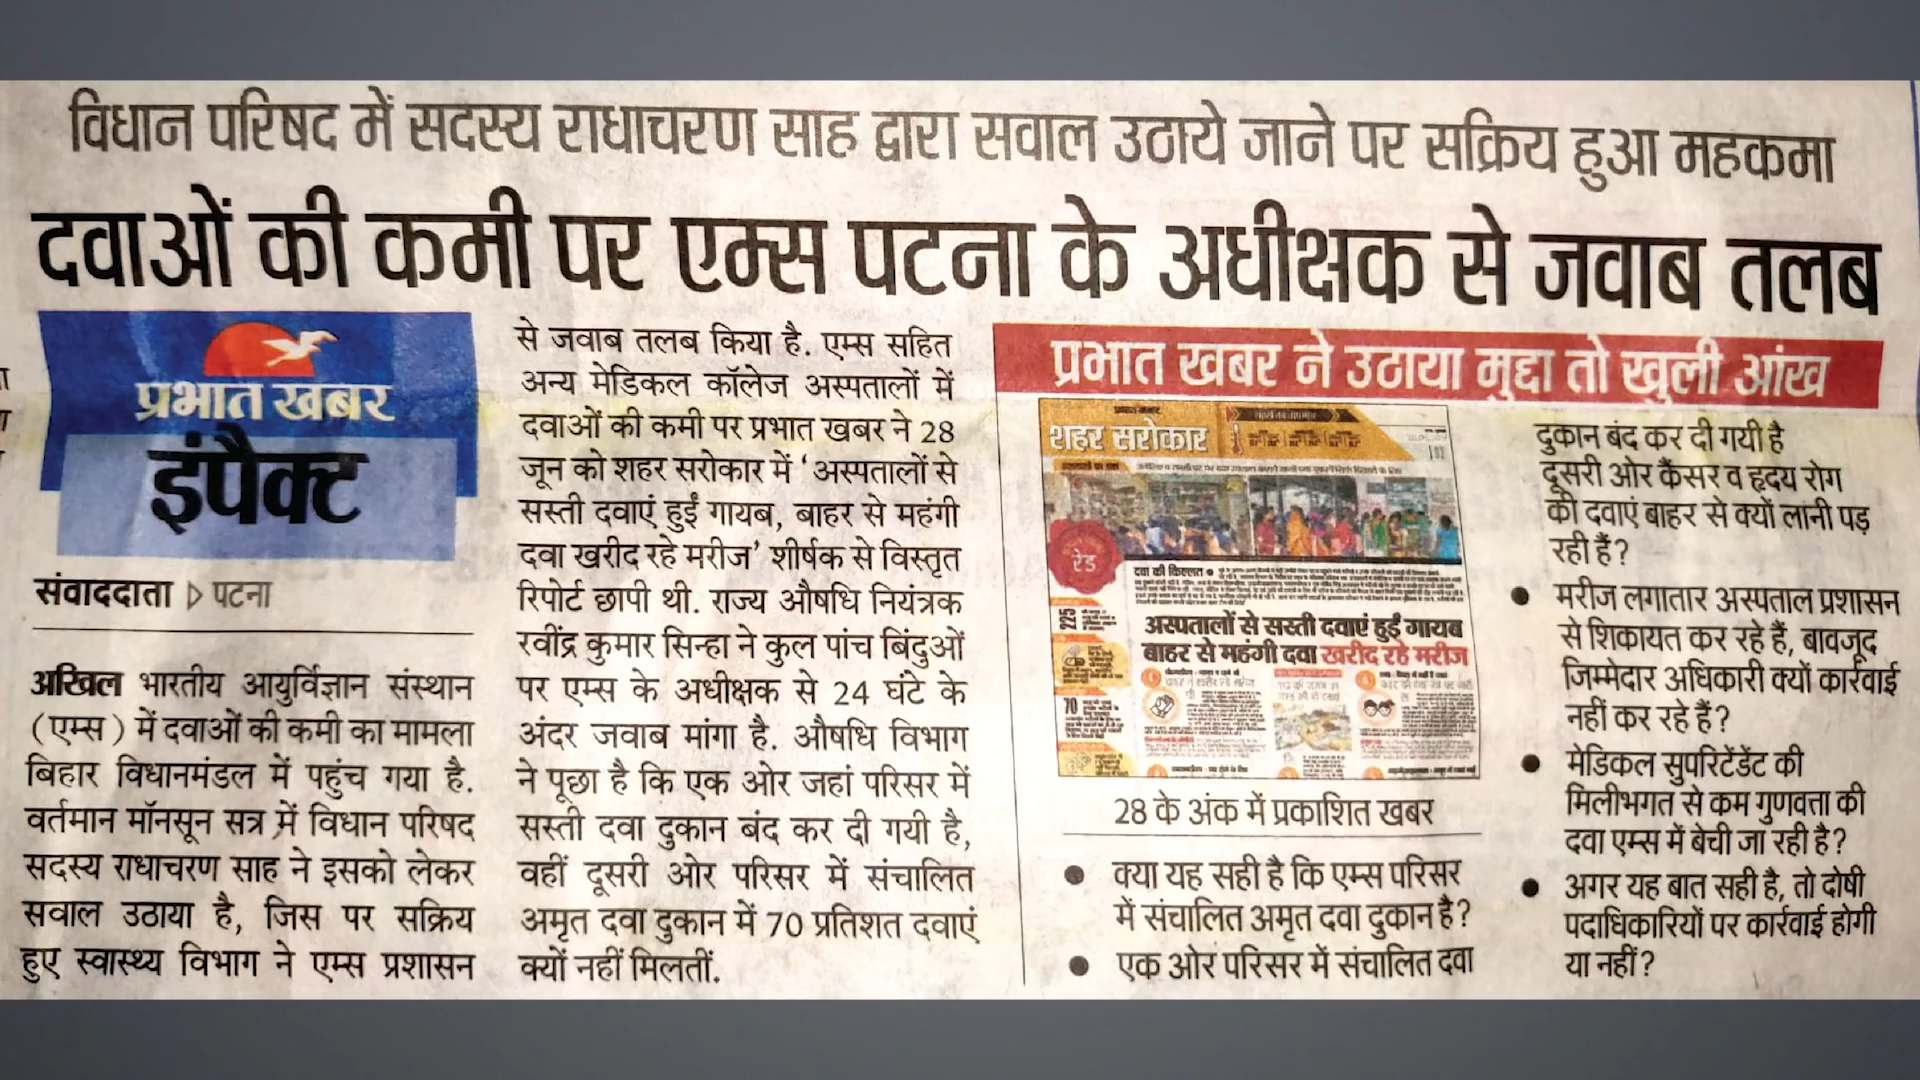 विधान परिषद में सदस्य राधाचरण साह द्वारा सवाल उठाये जाने पर सक्रिय हुआ महकमा
दवाओं की कमी पर एम्स पटना के अधीक्षक से जवाब तलब
प्रभात खबर
इंपैक्ट
संवाददाता ▷ पटना
अखिल भारतीय आयुर्विज्ञान संस्थान
(एम्स) में दवाओं की कमी का मामला
बिहार विधानमंडल में पहुंच गया है.
वर्तमान मॉनसून सत्र में विधान परिषद
सदस्य राधाचरण साह ने इसको लेकर
सवाल उठाया है, जिस पर सक्रिय
हुए स्वास्थ्य विभाग ने एम्स प्रशासन
से जवाब तलब किया है. एम्स सहित
अन्य मेडिकल कॉलेज अस्पतालों में
दवाओं की कमी पर प्रभात खबर ने 28
जून को शहर सरोकार में 'अस्पतालों से
सस्ती दवाएं हुईं गायब, बाहर से महंगी
दवा खरीद रहे मरीज' शीर्षक से विस्तृत
रिपोर्ट छापी थी. राज्य औषधि नियंत्रक
रवींद्र कुमार सिन्हा ने कुल पांच बिंदुओं
पर एम्स के अधीक्षक से 24 घंटे के
अंदर जवाब मांगा है. औषधि विभाग
ने पूछा है कि एक ओर जहां परिसर में
सस्ती दवा दुकान बंद कर दी गयी है,
वहीं दूसरी ओर परिसर में संचालित
अमृत दवा दुकान में 70 प्रतिशत दवाएं
क्यों नहीं मिलतीं.
प्रभात खबर ने उठाया मुद्दा तो खुली आंख
शहर सरोकार
रेड
दवा की किल्लत
225
अस्पतालों से सस्ती दवाएं हुईं गायब
बाहर से महंगी दवा खरीद रहे मरीज
70
28 के अंक में प्रकाशित खबर
● क्या यह सही है कि एम्स परिसर
में संचालित अमृत दवा दुकान है?
● एक ओर परिसर में संचालित दवा
दुकान बंद कर दी गयी है
दूसरी ओर कैंसर व हृदय रोग
की दवाएं बाहर से क्यों लानी पड़
रही हैं?
● मरीज लगातार अस्पताल प्रशासन
से शिकायत कर रहे हैं, बावजूद
जिम्मेदार अधिकारी क्यों कार्रवाई
नहीं कर रहे हैं?
● मेडिकल सुपरिटेंडेंट की
मिलीभगत से कम गुणवता की
दवा एम्स में बेची जा रही है?
● अगर यह बात सही है, तो दोषी
पदाधिकारियों पर कार्रवाई होगी
या नहीं?